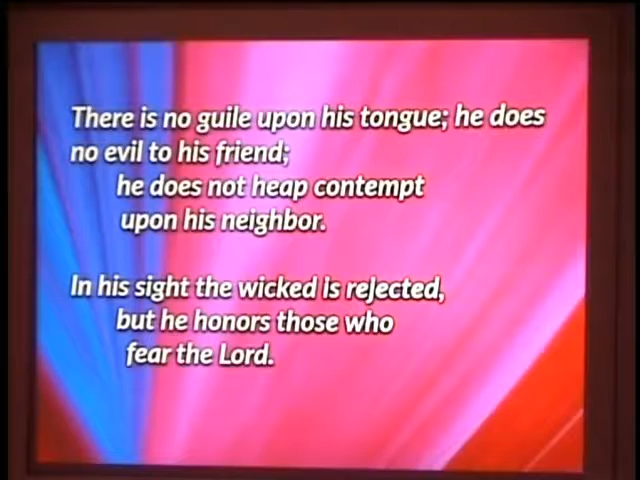 There is no guile upon his tongue; he does
no evil to his friend;
he does not heap contempt
upon his neighbor.
In his sight the wicked is rejected,
but he honors those who
fear the Lord.